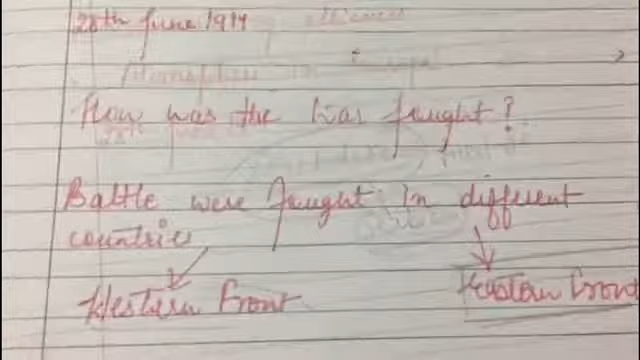 28th June 1914
How was the War fought?
Battle were fought in different
countries
Western Front
Eastern Front